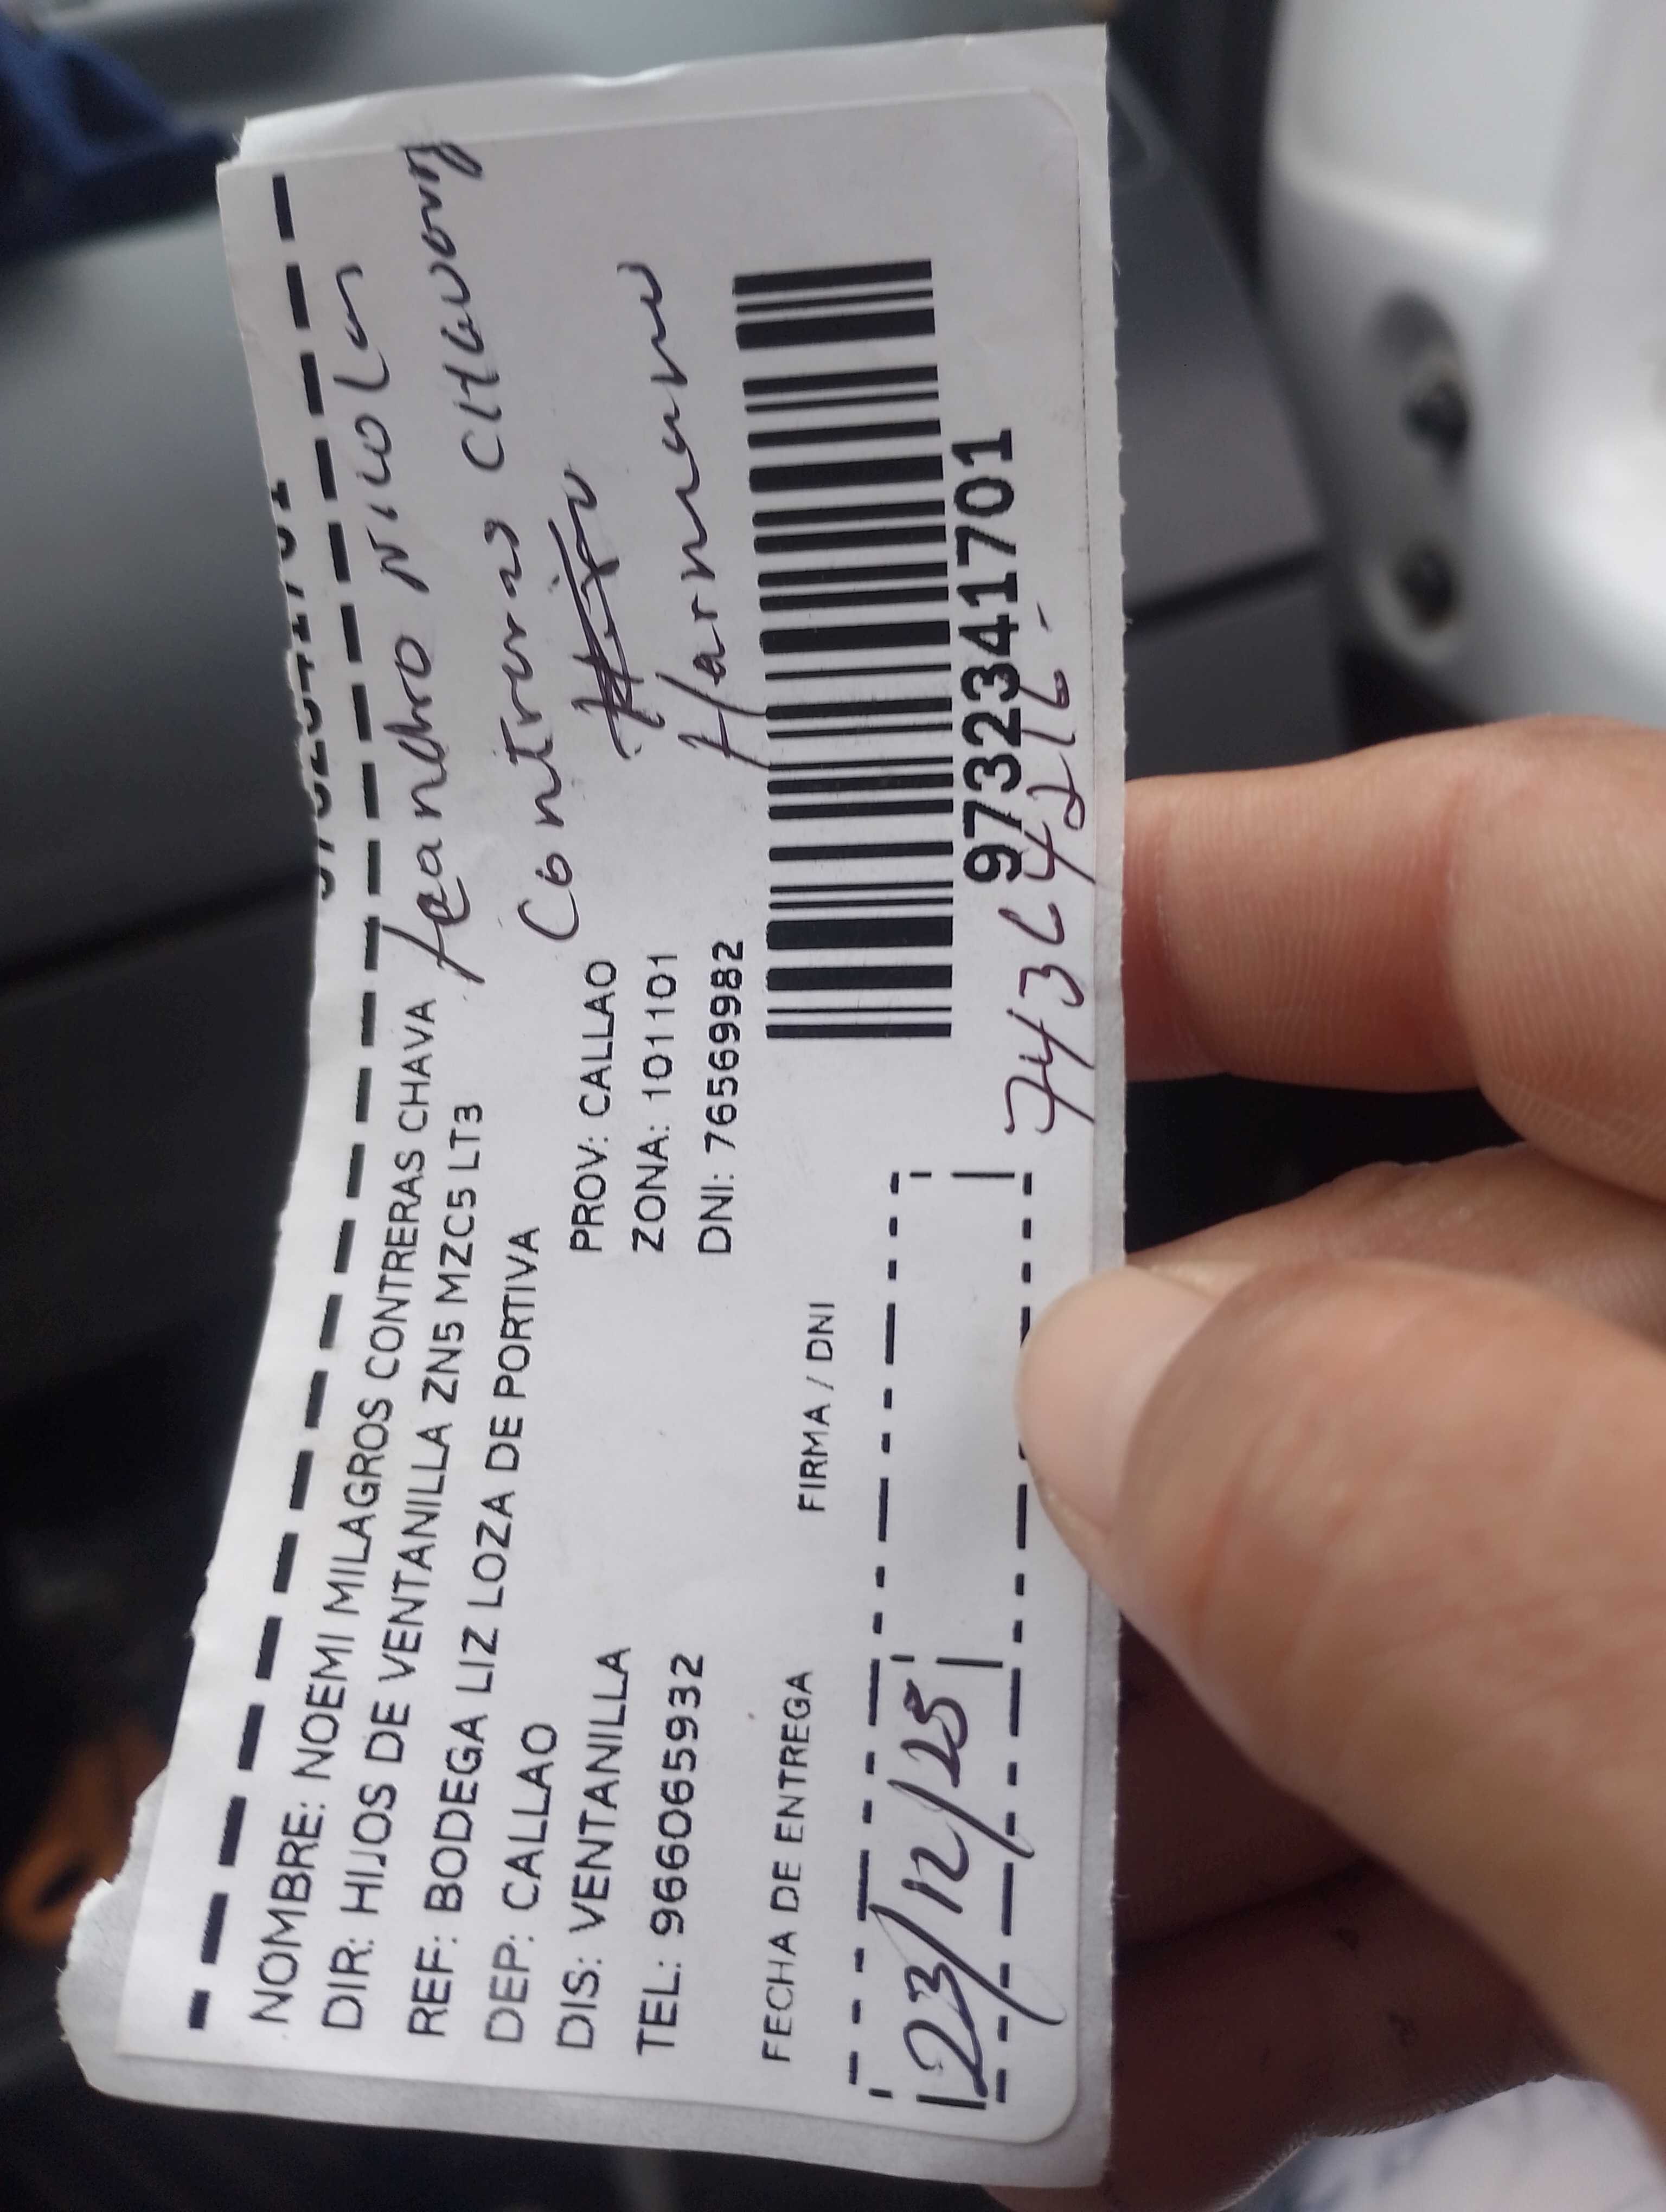 NOMBRE: NOEMI MILAGROS CONTRERAS CHAVA
DIR: HIJOS DE VENTANILLA ZN5 MZC5 LT3
REF: BODEGA LIZ LOZA DE PORTIVA
DEP: CALLAO
PROV: CALLAO
DIS: VENTANILLA
ZONA: 101101
TEL: 966065932
DNI: 76569982
Contreras
Hermano
FECHA DE ENTREGA
FIRMA / DNI
23/12/25
9732341701